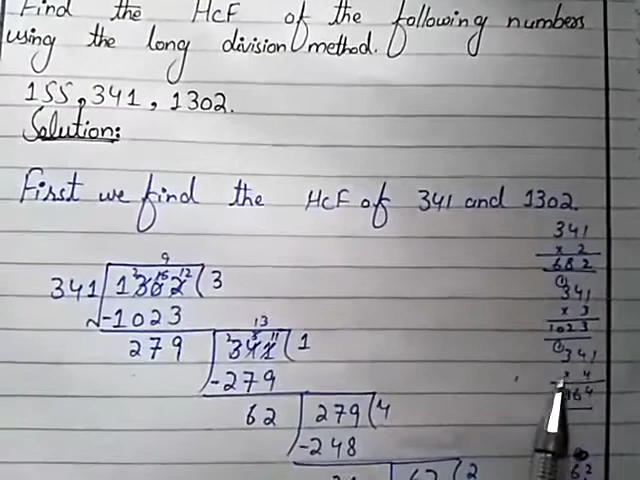 Find the HCF of the following numbers
using the long division method.
155, 341, 1302.
Solution:
First we find the HCF of 341 and 1302.
341
x 2
682
341
x 3
1023
341
x 4
341 ) 1302 ( 3
-1023
279 ) 341 ( 1
-279
62 ) 279 ( 4
-248
62
2